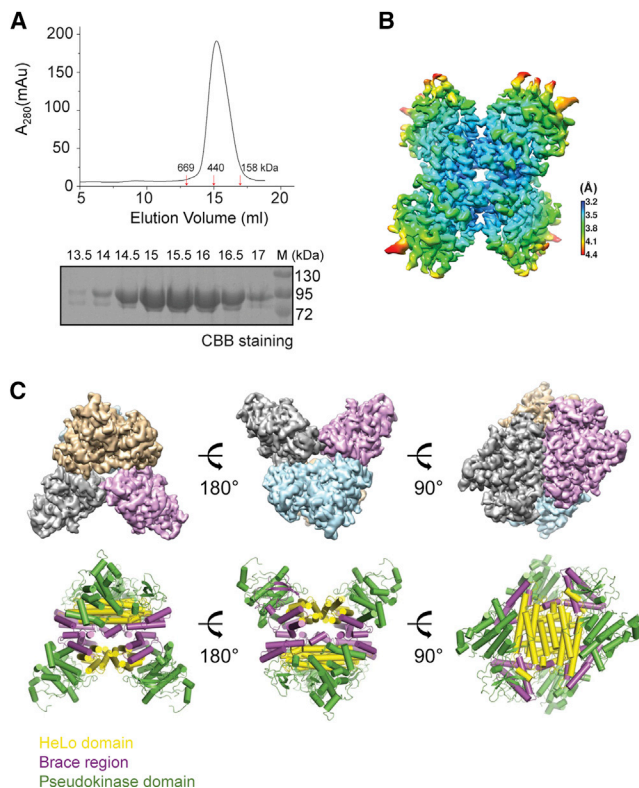 A
A280(mAu)
200
150
100
50
0
669 440 158 kDa
5 10 15 20
Elution Volume (ml)
13.5 14 14.5 15 15.5 16 16.5 17 M (kDa)
130
95
72
CBB staining
B
(Å)
3.2
3.5
3.8
4.1
4.4
C
180°
90°
180°
90°
HeLo domain
Brace region
Pseudokinase domain